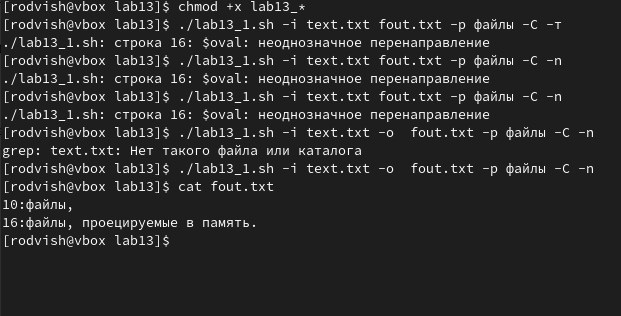 [rodvish@vbox lab13]$ chmod +x lab13_*
[rodvish@vbox lab13]$ ./lab13_1.sh -i text.txt fout.txt -p файлы -C -т
./lab13_1.sh: строка 16: $oval: неоднозначное перенаправление
[rodvish@vbox lab13]$ ./lab13_1.sh -i text.txt fout.txt -p файлы -C -n
./lab13_1.sh: строка 16: $oval: неоднозначное перенаправление
[rodvish@vbox lab13]$ ./lab13_1.sh -i text.txt fout.txt -p файлы -C -n
./lab13_1.sh: строка 16: $oval: неоднозначное перенаправление
[rodvish@vbox lab13]$ ./lab13_1.sh -i text.txt -o  fout.txt -p файлы -C -n
grep: text.txt: Нет такого файла или каталога
[rodvish@vbox lab13]$ ./lab13_1.sh -i text.txt -o  fout.txt -p файлы -C -n
[rodvish@vbox lab13]$ cat fout.txt
10:файлы,
16:файлы, проецируемые в память.
[rodvish@vbox lab13]$